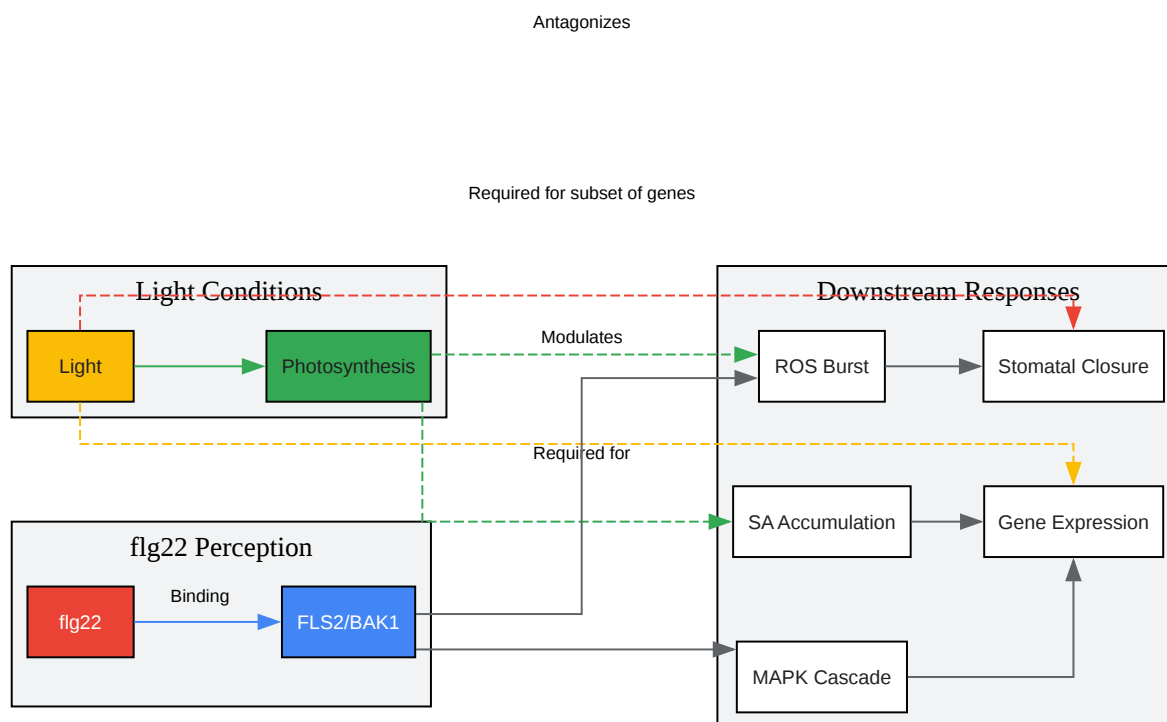 Antagonizes
Required for subset of genes
Light Conditions
Downstream Responses
Light
Photosynthesis
Modulates
ROS Burst
Stomatal Closure
Required for
SA Accumulation
Gene Expression
flg22 Perception
flg22
Binding
FLS2/BAK1
MAPK Cascade